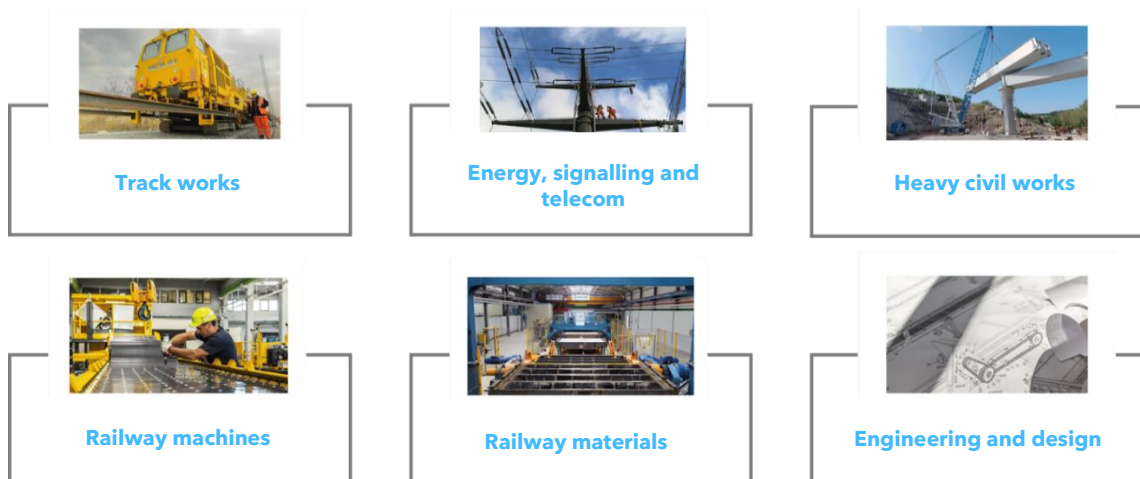 Track works
Energy, signalling and
telecom
Heavy civil works
Railway machines
Railway materials
Engineering and design